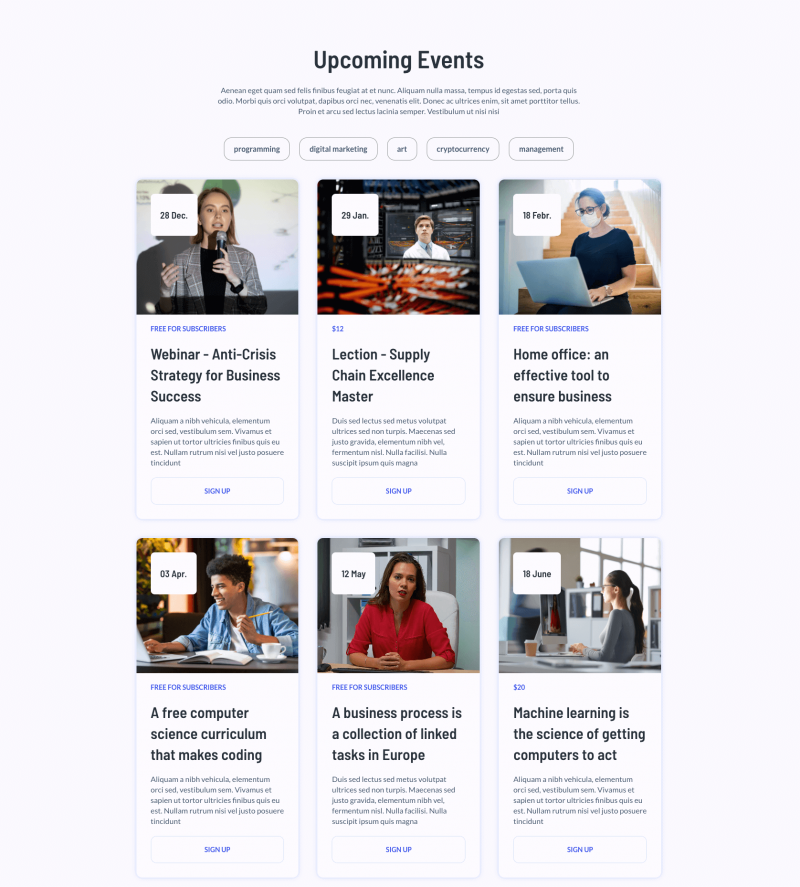 Upcoming Events
Aenean eget quam sed felis finibus feugiat at et nunc. Aliquam nulla massa, tempus id egestas sed, porta quis
odio. Morbi quis orci volutpat, dapibus orci nec, venenatis elit. Donec ac ultrices enim, sit amet porttitor tellus.
Proin et arcu sed lectus lacinia semper. Vestibulum ut nisi nisi
programming
digital marketing
art
cryptocurrency
management
28 Dec.
FREE FOR SUBSCRIBERS
Webinar - Anti-Crisis
Strategy for Business
Success
Aliquam a nibh vehicula, elementum
orci sed, vestibulum sem. Vivamus et
sapien ut tortor ultricies finibus quis eu
est. Nullam rutrum nisi vel justo posuere
tincidunt
SIGN UP
29 Jan.
$12
Lection - Supply
Chain Excellence
Master
Duis sed lectus sed metus volutpat
ultrices sed non turpis. Maecenas sed
justo gravida, elementum nibh vel,
fermentum nisl. Nulla facilisi. Nulla
suscipit ipsum quis magna
SIGN UP
18 Febr.
FREE FOR SUBSCRIBERS
Home office: an
effective tool to
ensure business
Aliquam a nibh vehicula, elementum
orci sed, vestibulum sem. Vivamus et
sapien ut tortor ultricies finibus quis eu
est. Nullam rutrum nisi vel justo posuere
tincidunt
SIGN UP
03 Apr.
FREE FOR SUBSCRIBERS
A free computer
science curriculum
that makes coding
Aliquam a nibh vehicula, elementum
orci sed, vestibulum sem. Vivamus et
sapien ut tortor ultricies finibus quis eu
est. Nullam rutrum nisi vel justo posuere
tincidunt
SIGN UP
12 May
FREE FOR SUBSCRIBERS
A business process is
a collection of linked
tasks in Europe
Duis sed lectus sed metus volutpat
ultrices sed non turpis. Maecenas sed
justo gravida, elementum nibh vel,
fermentum nisl. Nulla facilisi. Nulla
suscipit ipsum quis magna
SIGN UP
18 June
$20
Machine learning is
the science of getting
computers to act
Aliquam a nibh vehicula, elementum
orci sed, vestibulum sem. Vivamus et
sapien ut tortor ultricies finibus quis eu
est. Nullam rutrum nisi vel justo posuere
tincidunt
SIGN UP